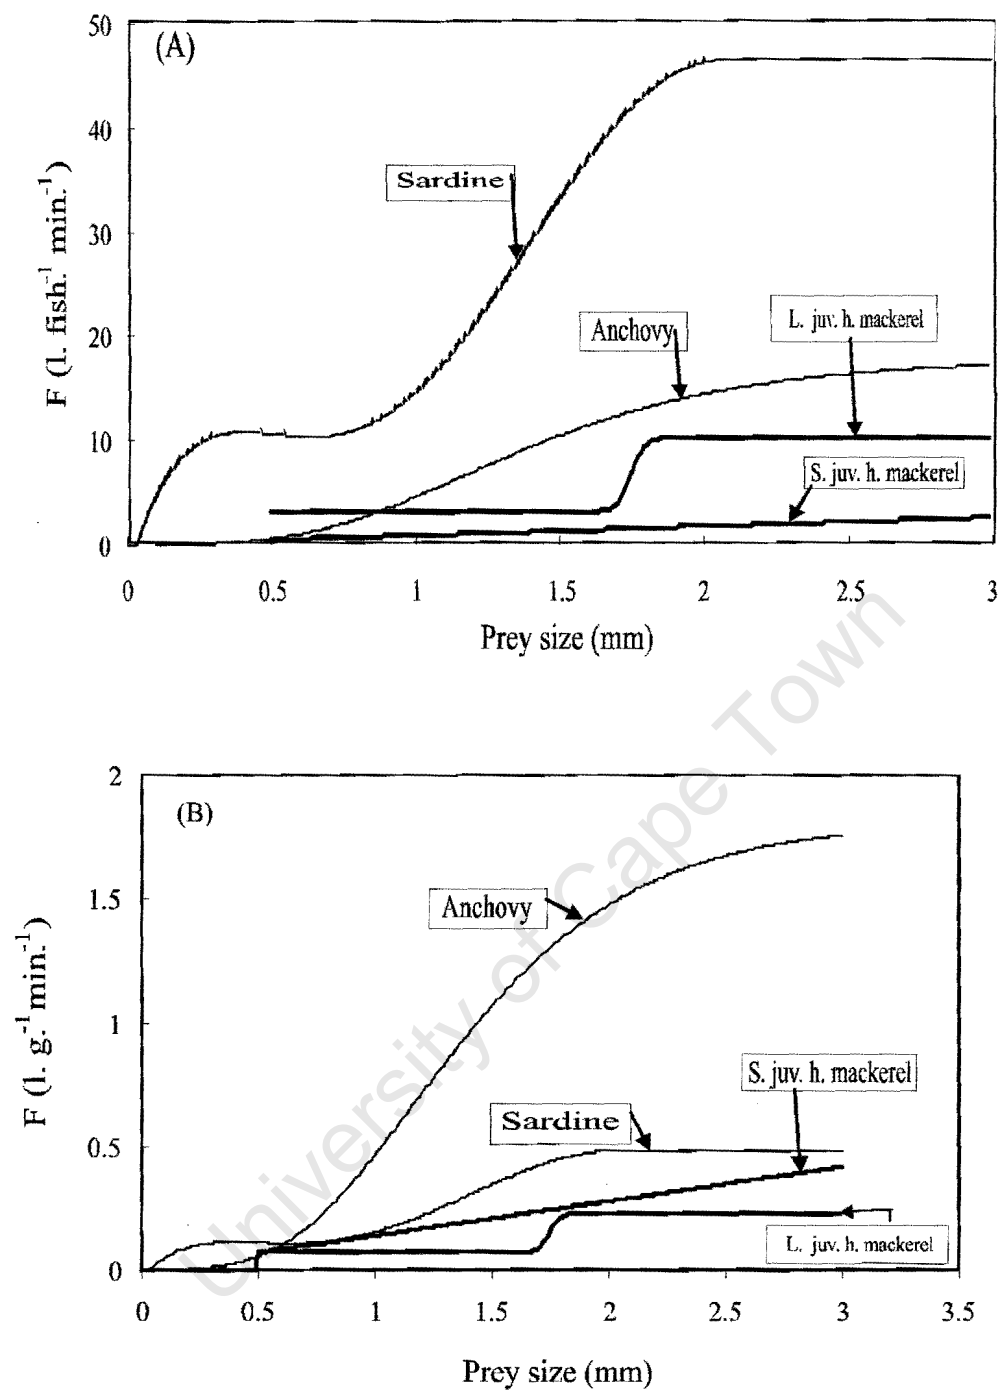 (A)
50
40
30
20
10
0
F (l. fish.⁻¹ min.⁻¹)
Sardine
Anchovy
L. juv. h. mackerel
S. juv. h. mackerel
0 0.5 1 1.5 2 2.5 3
Prey size (mm)
(B)
2
1.5
1
0.5
0
F (l. g.⁻¹ min.⁻¹)
Anchovy
S. juv. h. mackerel
Sardine
L. juv. h. mackerel
0 0.5 1 1.5 2 2.5 3 3.5
Prey size (mm)
University of Cape Town